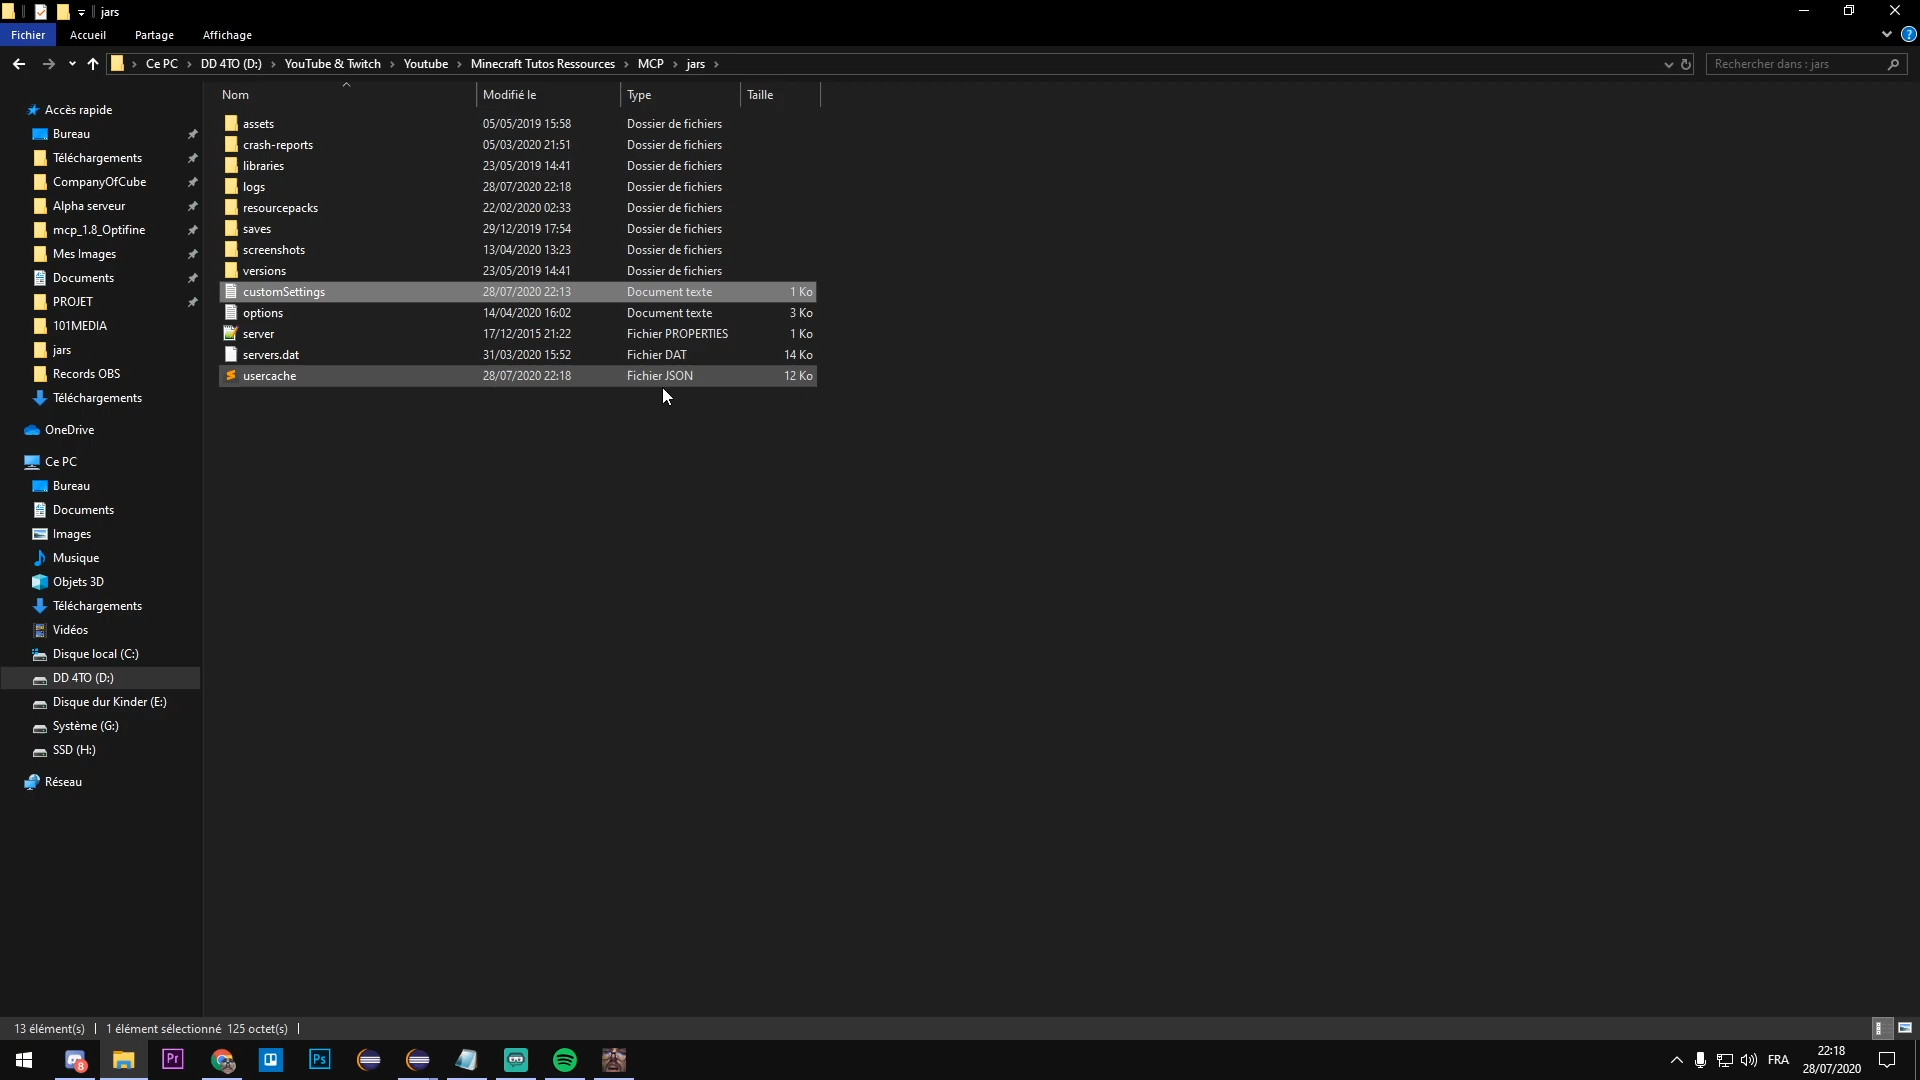 jars
Fichier Accueil Partage Affichage
Ce PC DD 4TO (D:) YouTube & Twitch Youtube Minecraft Tutos Ressources MCP jars Rechercher dans : jars
Nom Modifié le Type Taille
Accès rapide
Bureau
Téléchargements
CompanyOfCube
Alpha serveur
mcp_1.8_Optifine
Mes Images
Documents
PROJET
101MEDIA
jars
Records OBS
Téléchargements
OneDrive
Ce PC
Bureau
Documents
Images
Musique
Objets 3D
Téléchargements
Vidéos
Disque local (C:)
DD 4TO (D:)
Disque dur Kinder (E:)
Système (G:)
SSD (H:)
Réseau
assets 05/05/2019 15:58 Dossier de fichiers
crash-reports 05/03/2020 21:51 Dossier de fichiers
libraries 23/05/2019 14:41 Dossier de fichiers
logs 28/07/2020 22:18 Dossier de fichiers
resourcepacks 22/02/2020 02:33 Dossier de fichiers
saves 29/12/2019 17:54 Dossier de fichiers
screenshots 13/04/2020 13:23 Dossier de fichiers
versions 23/05/2019 14:41 Dossier de fichiers
customSettings 28/07/2020 22:13 Document texte 1 Ko
options 14/04/2020 16:02 Document texte 3 Ko
server 17/12/2015 21:22 Fichier PROPERTIES 1 Ko
servers.dat 31/03/2020 15:52 Fichier DAT 14 Ko
usercache 28/07/2020 22:18 Fichier JSON 12 Ko
13 élément(s) 1 élément sélectionné 125 octet(s)
8 Pr Ps FRA 22:18
28/07/2020